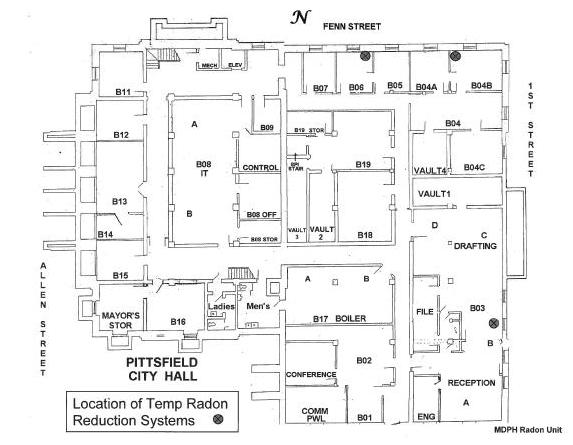 N
FENN STREET
MECH
ELEV
B11
B07
B06
B05
B04A
B04B
1ST STREET
A
B09
B12
B19 STOR
B04
B08
IT
CONTROL
BPI
STAIR
B19
VAULT4
B04C
B13
VAULT1
B
B08 OFF
B14
VAULT
3
VAULT
2
B18
D
C
DRAFTING
B08 STOR
ALLEN STREET
B15
A
B
Ladies
Men's
FILE
B03
MAYOR'S
STOR
B16
B17 BOILER
B
PITTSFIELD
CITY HALL
CONFERENCE
B02
RECEPTION
A
COMM
PWL
B01
ENG
Location of Temp Radon
Reduction Systems
MDPH Radon Unit